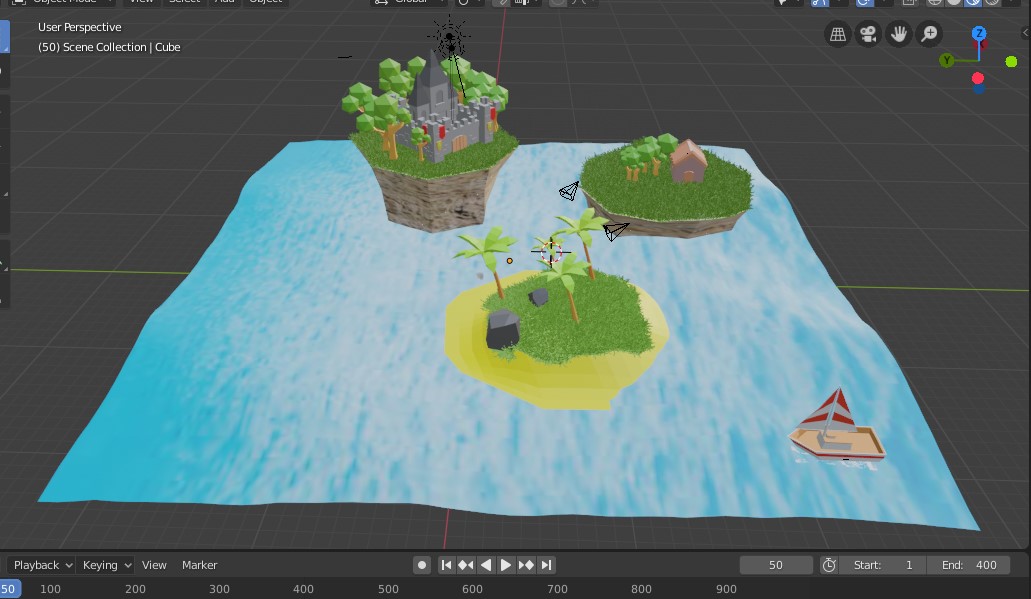 Object Mode View Select Add Object Global
User Perspective
(50) Scene Collection | Cube
Z
Y
Playback Keying View Marker 50 Start: 1 End: 400
50 100 200 300 400 500 600 700 800 900